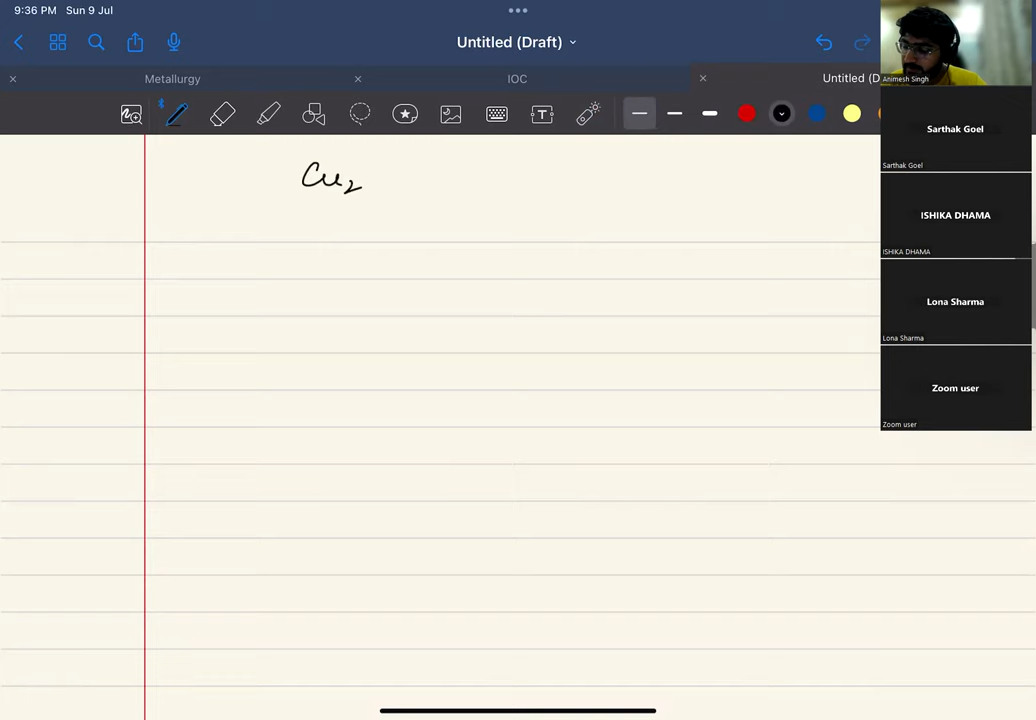 9:36 PM Sun 9 Jul
Untitled (Draft)
Metallurgy
IOC
Untitled (D
T
Animesh Singh
Cu₂
Sarthak Goel
Sarthak Goel
ISHIKA DHAMA
ISHIKA DHAMA
Lona Sharma
Lona Sharma
Zoom user
Zoom user